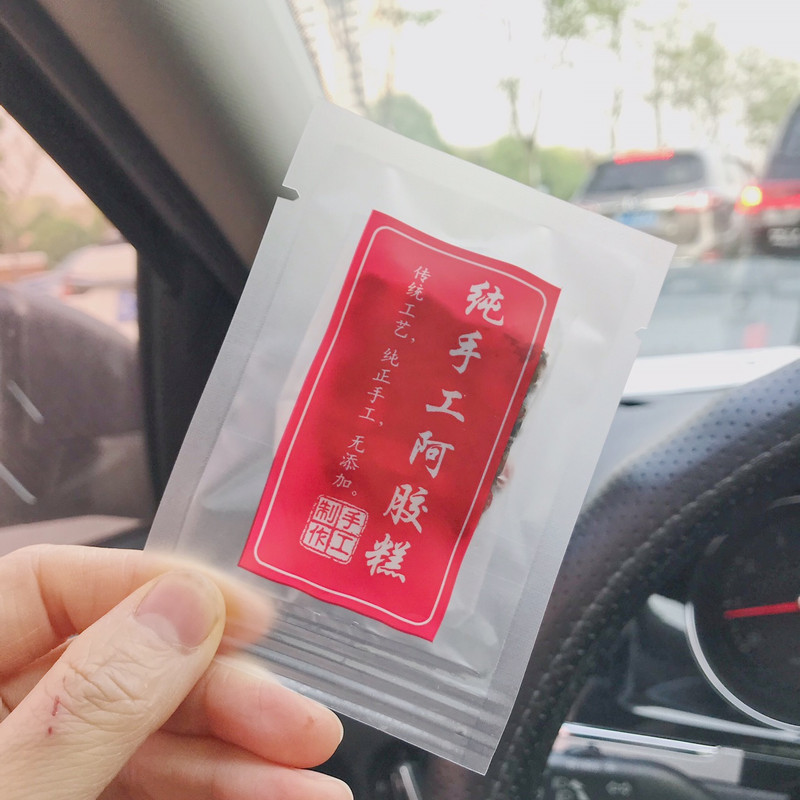 纯手工阿胶糕
传统工艺，纯正手工、无添加。
手工
制作